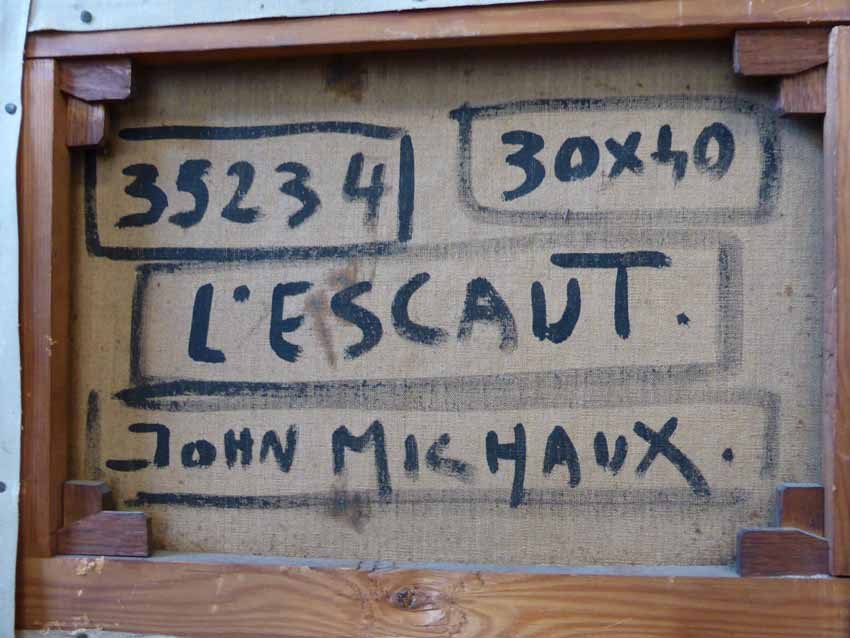 35234 30x40
L'ESCAUT.
JOHN MICHAUX.